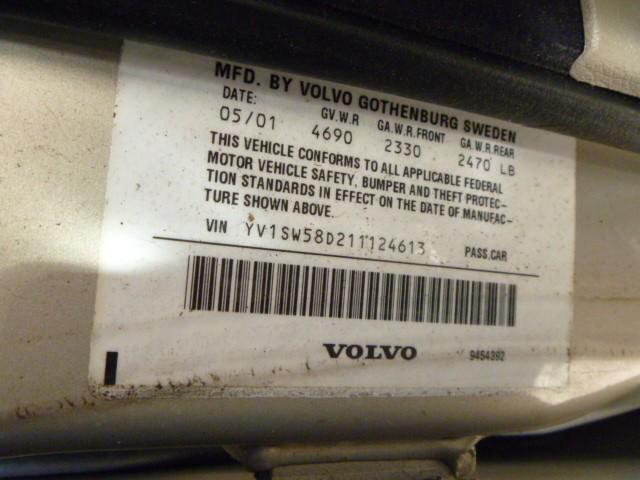 MFD. BY VOLVO GOTHENBURG SWEDEN
DATE: GV.W.R GA.W.R.FRONT GA.W.R.REAR
05/01 4690 2330 2470 LB
THIS VEHICLE CONFORMS TO ALL APPLICABLE FEDERAL
MOTOR VEHICLE SAFETY, BUMPER AND THEFT PROTEC-
TION STANDARDS IN EFFECT ON THE DATE OF MANUFAC-
TURE SHOWN ABOVE.
VIN YV1SW58D211124613 PASS.CAR
VOLVO 9454392